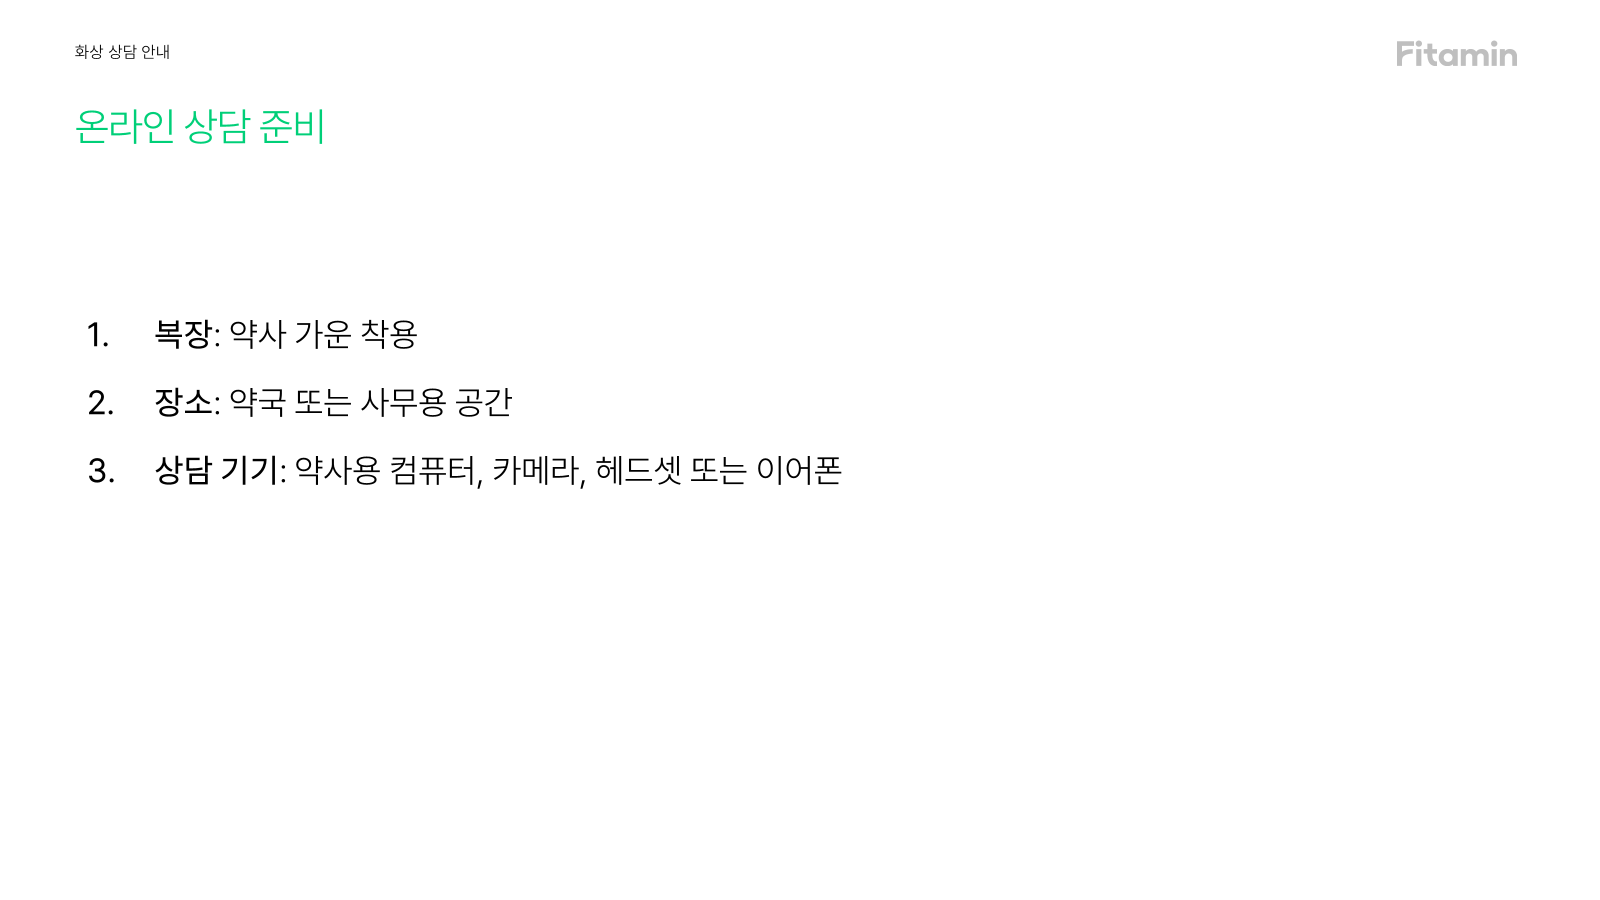 화상 상담 안내
Fitamin
온라인 상담 준비
1. 복장: 약사 가운 착용
2. 장소: 약국 또는 사무용 공간
3. 상담 기기: 약사용 컴퓨터, 카메라, 헤드셋 또는 이어폰